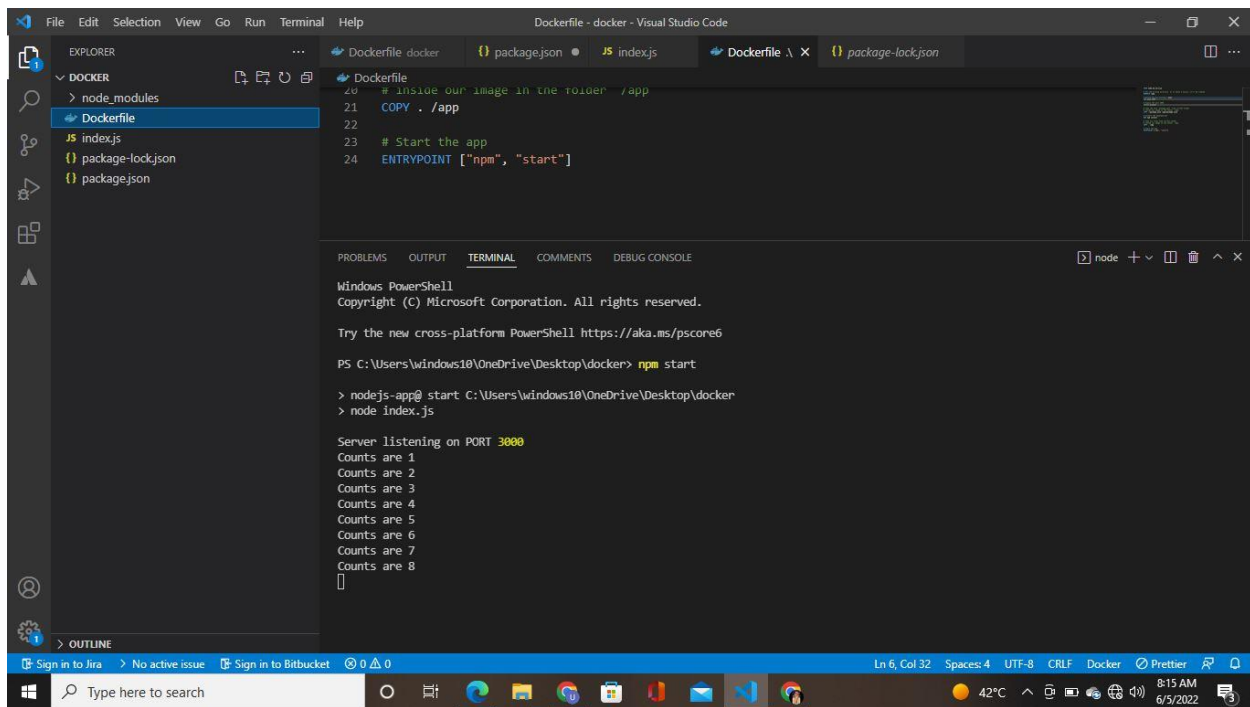 File Edit Selection View Go Run Terminal Help Dockerfile - docker - Visual Studio Code
EXPLORER
Dockerfile docker {} package.json JS index.js Dockerfile .\ {} package-lock.json
DOCKER
Dockerfile
node_modules
Dockerfile
JS index.js
{} package-lock.json
{} package.json
20 # inside our image in the folder /app
21 COPY . /app
22
23 # Start the app
24 ENTRYPOINT ["npm", "start"]
PROBLEMS OUTPUT TERMINAL COMMENTS DEBUG CONSOLE node
Windows PowerShell
Copyright (C) Microsoft Corporation. All rights reserved.
Try the new cross-platform PowerShell https://aka.ms/pscore6
PS C:\Users\windows10\OneDrive\Desktop\docker> npm start
> nodejs-app@ start C:\Users\windows10\OneDrive\Desktop\docker
> node index.js
Server listening on PORT 3000
Counts are 1
Counts are 2
Counts are 3
Counts are 4
Counts are 5
Counts are 6
Counts are 7
Counts are 8
1
1
> OUTLINE
Sign in to Jira > No active issue Sign in to Bitbucket 0 0 Ln 6, Col 32 Spaces: 4 UTF-8 CRLF Docker Prettier
Type here to search 42°C 8:15 AM
6/5/2022
3